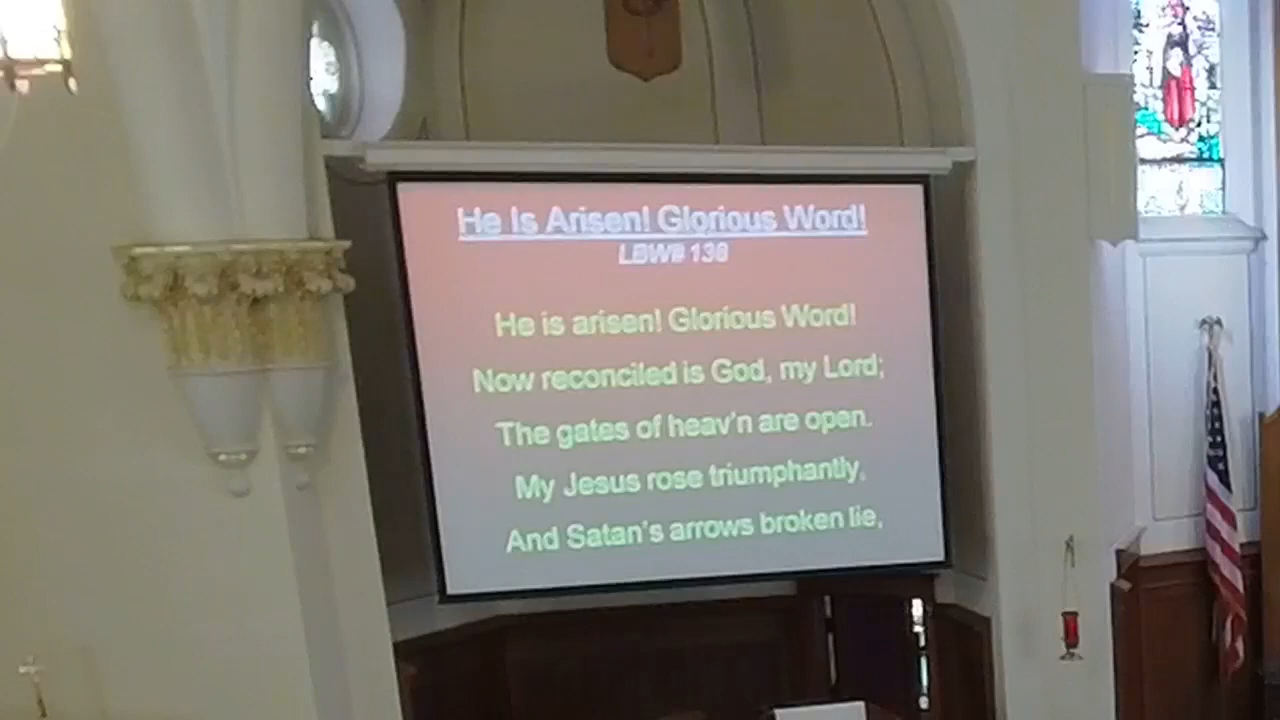 He Is Arisen! Glorious Word!
LBW# 138
He is arisen! Glorious Word!
Now reconciled is God, my Lord;
The gates of heav'n are open.
My Jesus rose triumphantly,
And Satan's arrows broken lie,